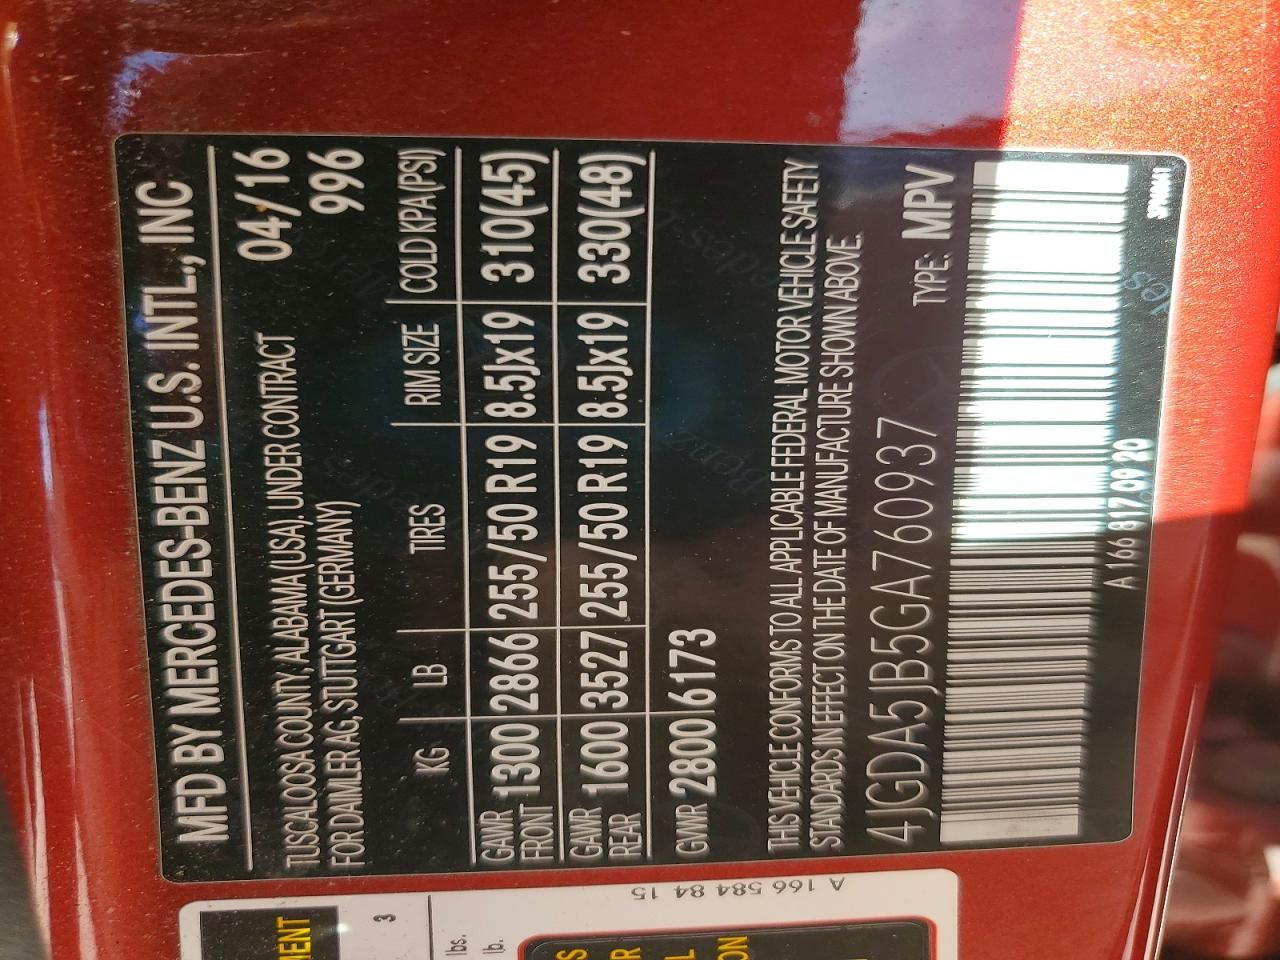 MFD BY MERCEDES-BENZ U.S. INTL., INC
TUSCALOOSA COUNTY, ALABAMA (USA), UNDER CONTRACT 04/16
FOR DAIMLER AG, STUTTGART (GERMANY) 996
KG LB TIRES RIM SIZE COLD KPA(PSI)
GAWR FRONT 1300 2866 255/50 R19 8.5Jx19 310(45)
GAWR REAR 1600 3527 255/50 R19 8.5Jx19 330(48)
GVWR 2800 6173
THIS VEHICLE CONFORMS TO ALL APPLICABLE FEDERAL MOTOR VEHICLE SAFETY
STANDARDS IN EFFECT ON THE DATE OF MANUFACTURE SHOWN ABOVE.
4JGDA5JB5GA760937 TYPE: MPV
A 166 817 09 20
A 166 584 84 15
3
lbs.
lb.